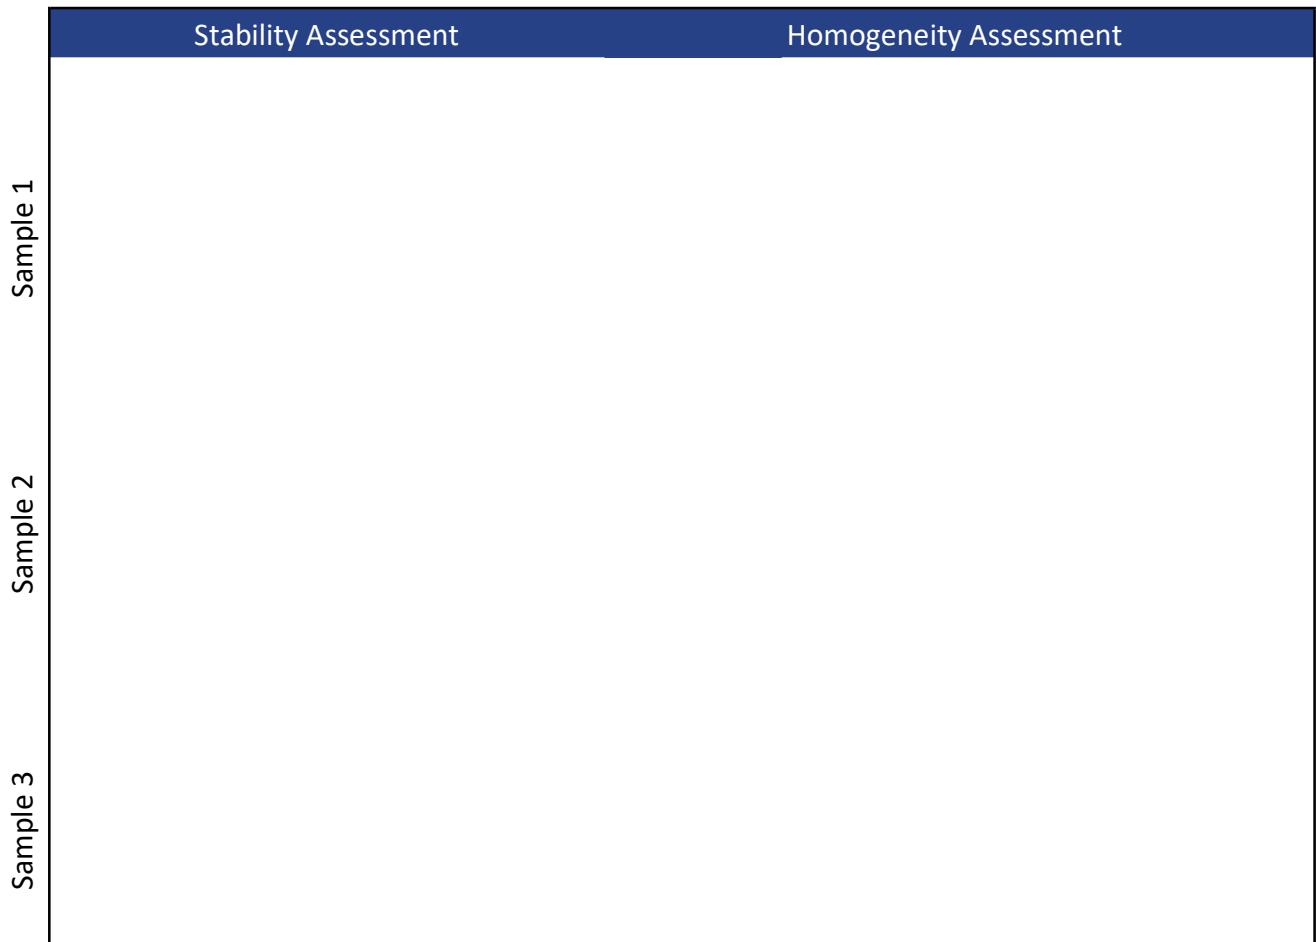 Stability Assessment
Homogeneity Assessment
Sample 1
Sample 2
Sample 3